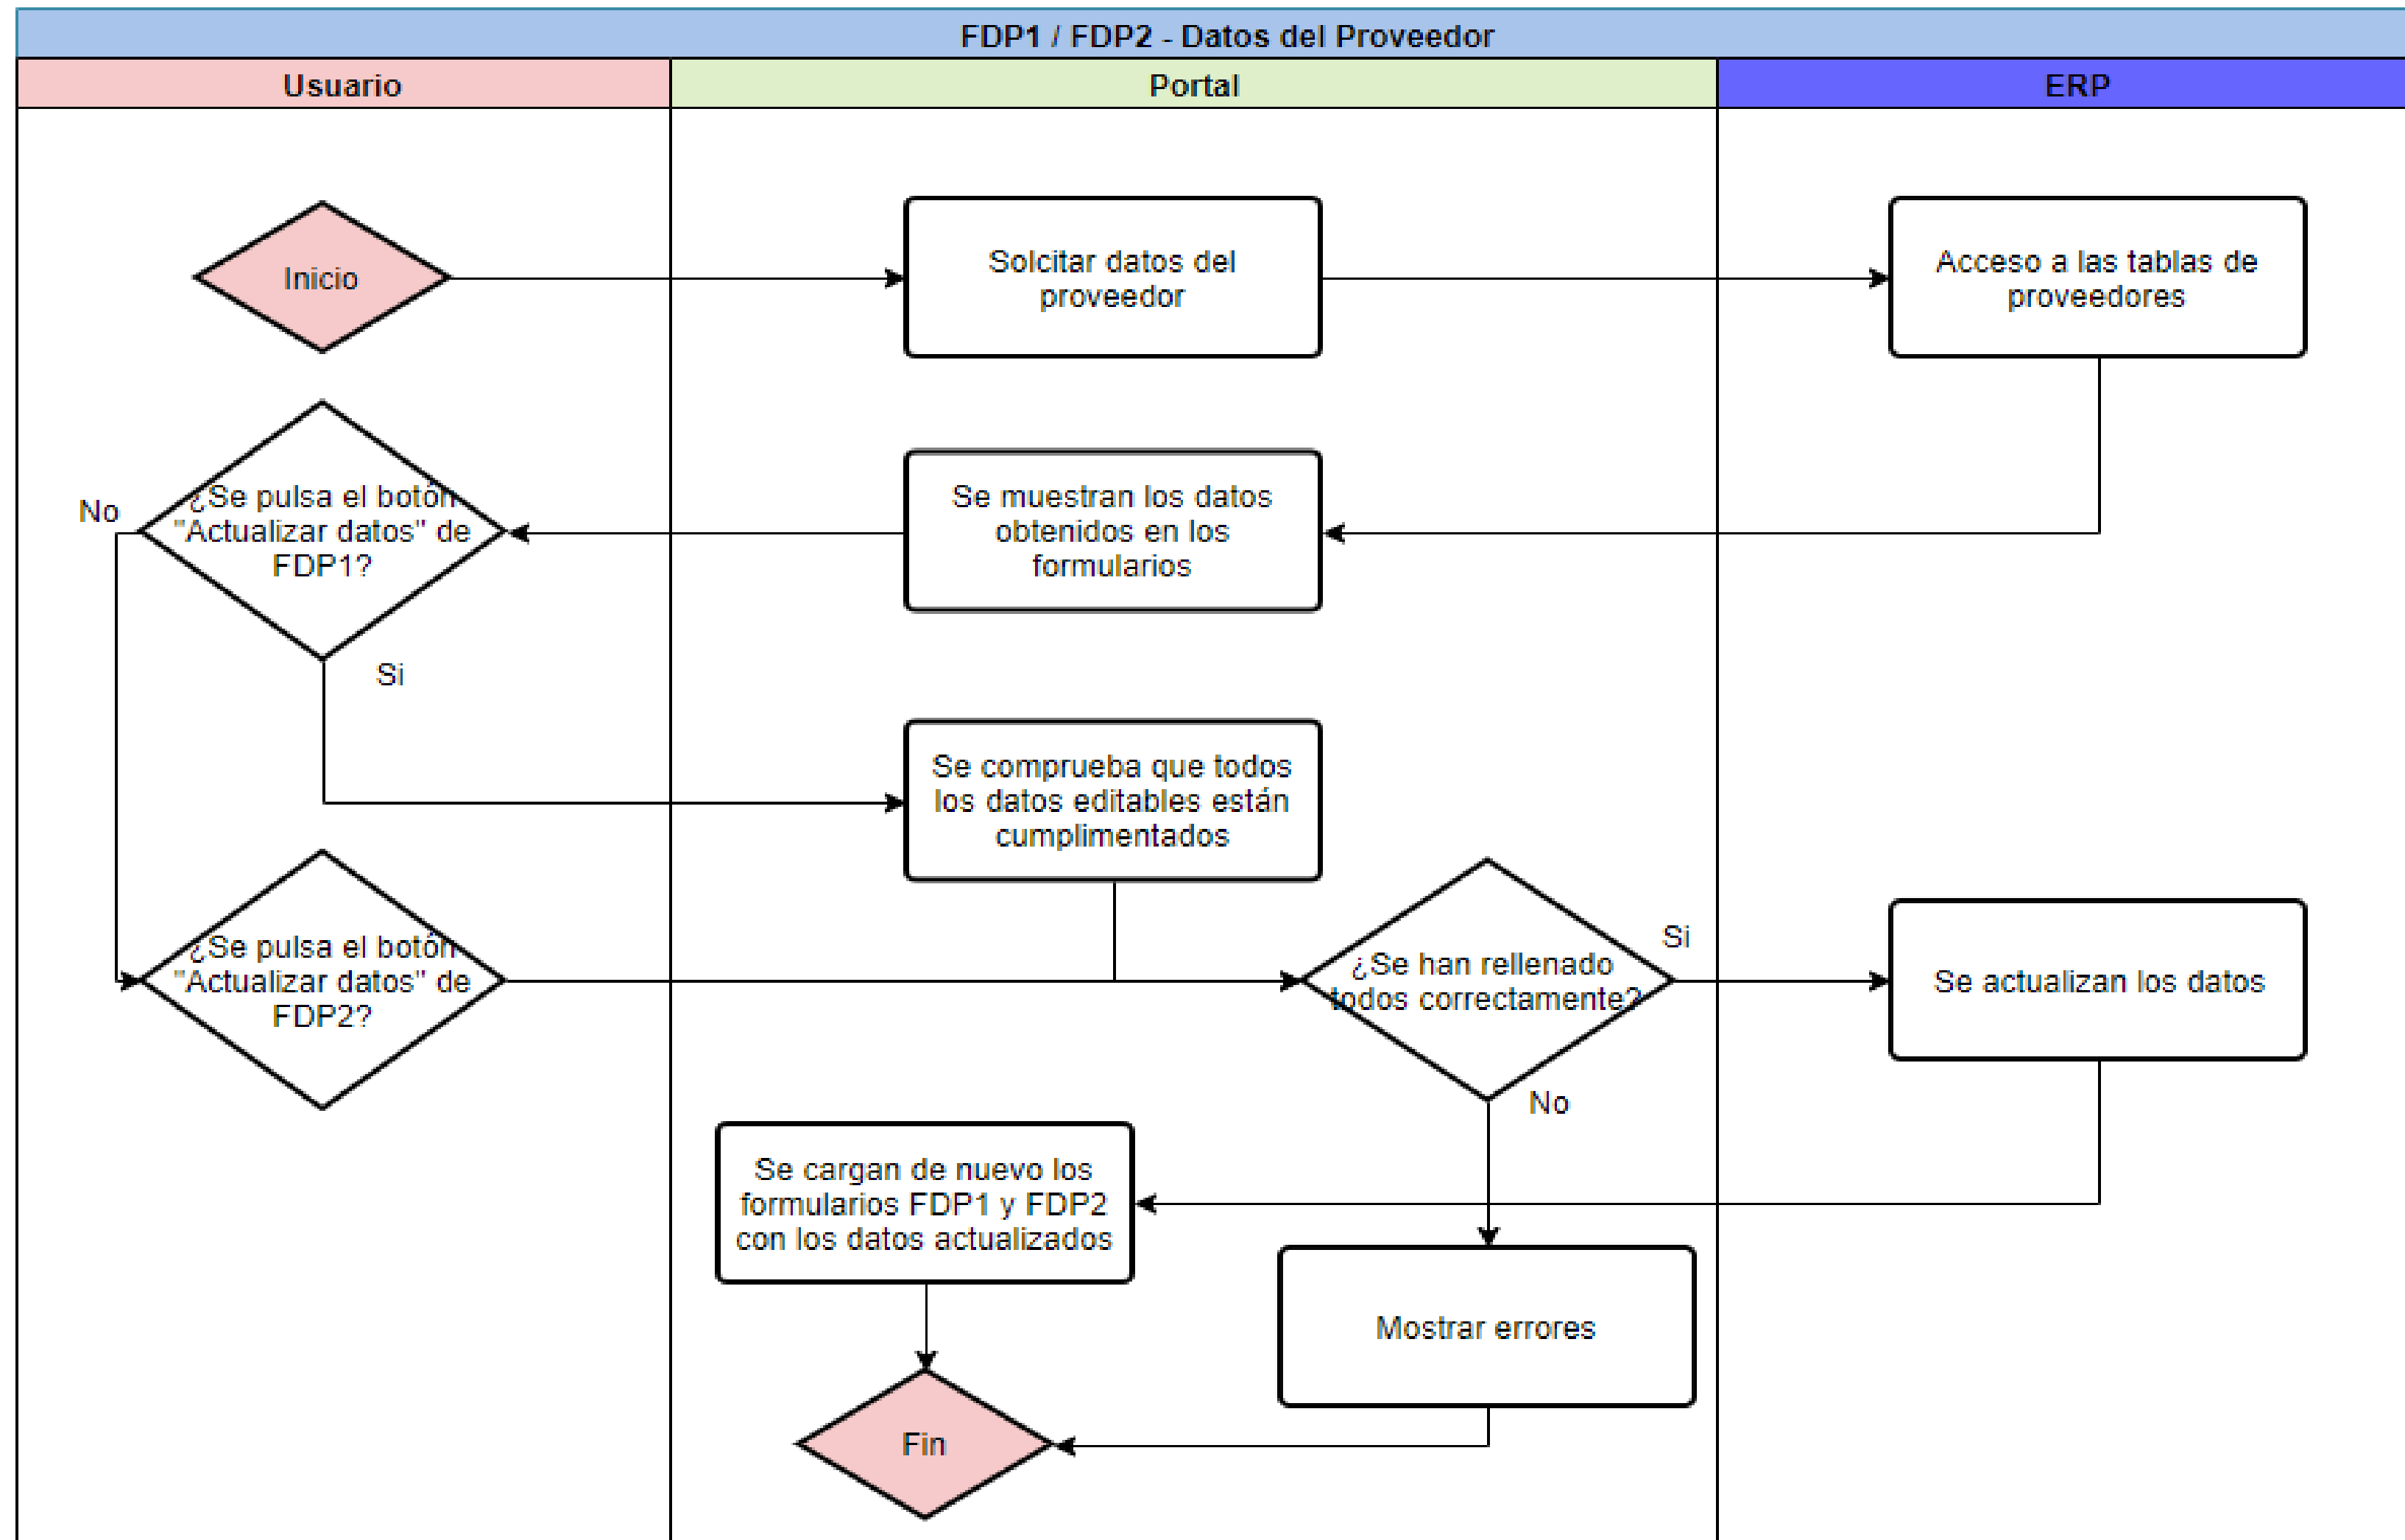 FDP1 / FDP2 - Datos del Proveedor
Usuario
Portal
ERP
Inicio
Solcitar datos del
proveedor
Acceso a las tablas de
proveedores
¿Se pulsa el botón
"Actualizar datos" de
FDP1?
No
Si
Se muestran los datos
obtenidos en los
formularios
Se comprueba que todos
los datos editables están
cumplimentados
¿Se pulsa el botón
"Actualizar datos" de
FDP2?
¿Se han rellenado
todos correctamente?
Si
No
Se actualizan los datos
Se cargan de nuevo los
formularios FDP1 y FDP2
con los datos actualizados
Mostrar errores
Fin